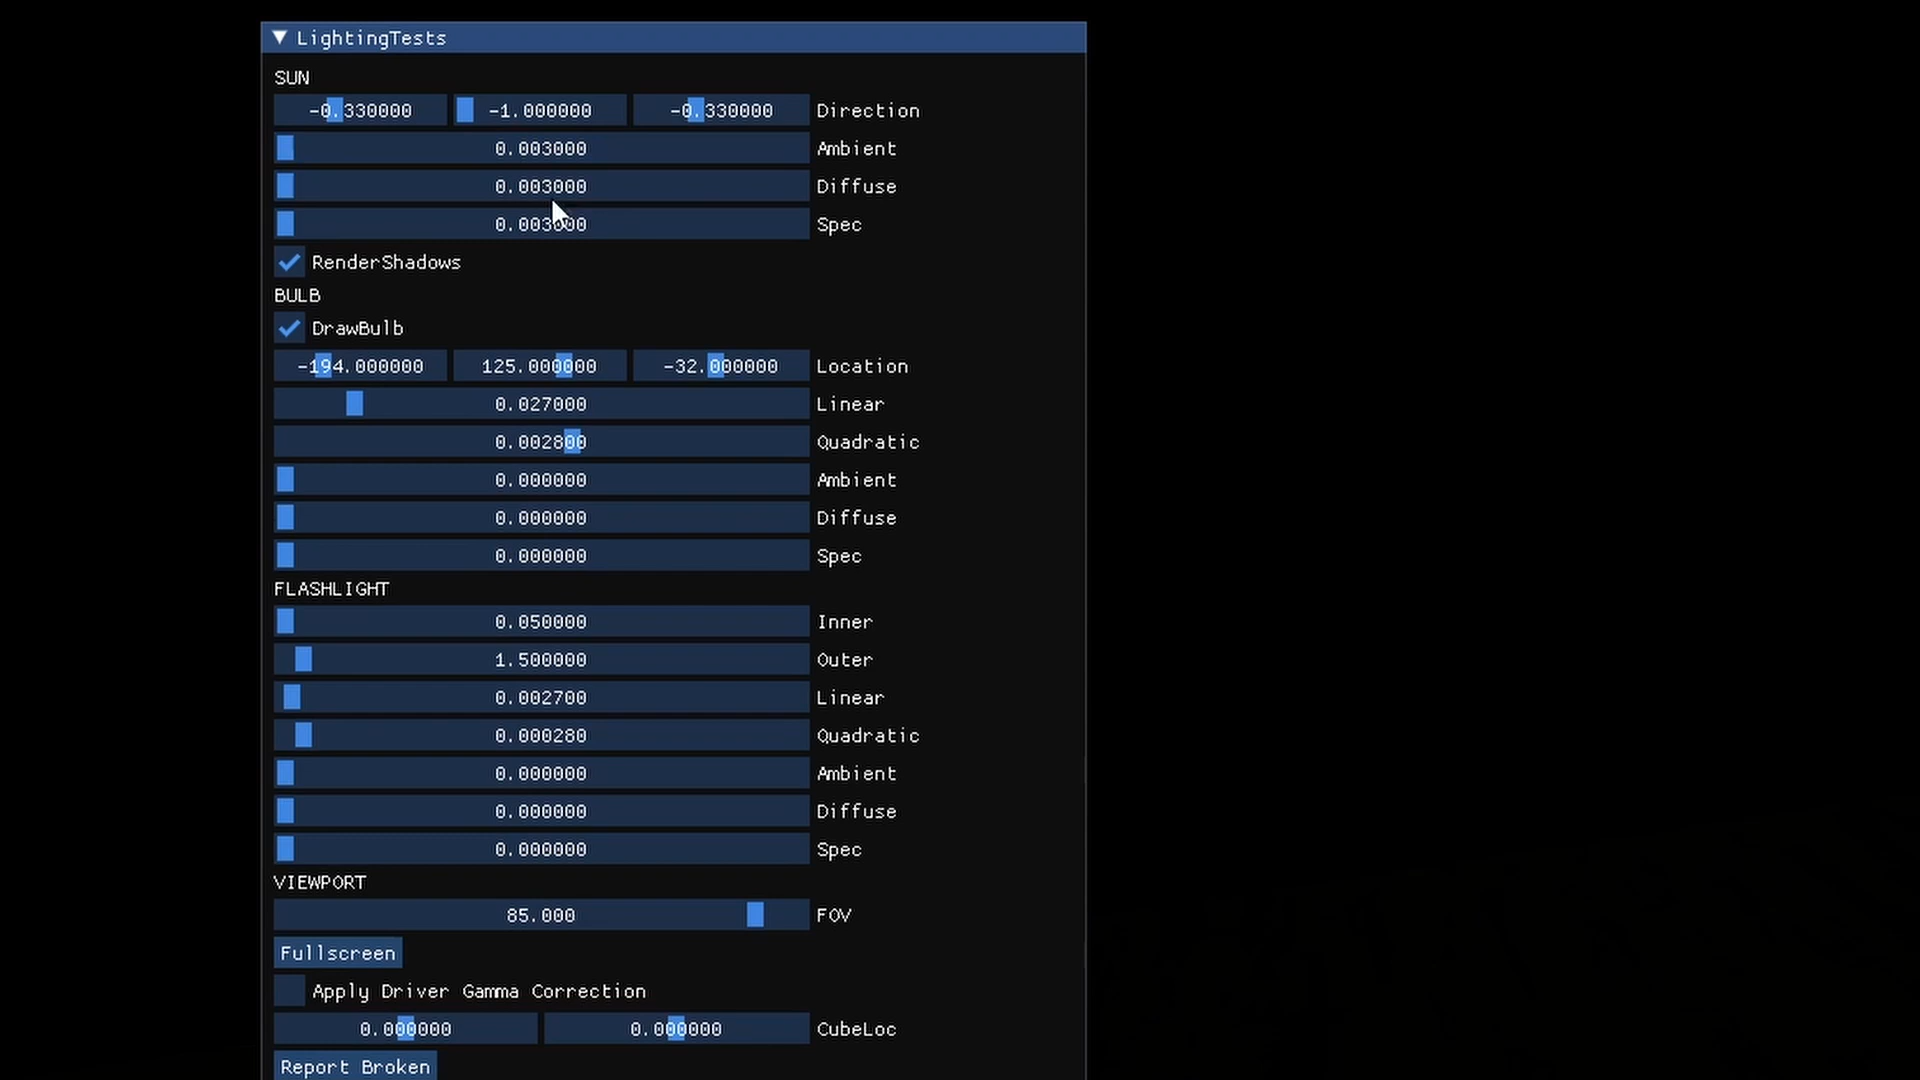 LightingTests
SUN
-0.330000 -1.000000 -0.330000 Direction
0.003000 Ambient
0.003000 Diffuse
0.003000 Spec
RenderShadows
BULB
DrawBulb
-194.000000 125.000000 -32.000000 Location
0.027000 Linear
0.002800 Quadratic
0.000000 Ambient
0.000000 Diffuse
0.000000 Spec
FLASHLIGHT
0.050000 Inner
1.500000 Outer
0.002700 Linear
0.000280 Quadratic
0.000000 Ambient
0.000000 Diffuse
0.000000 Spec
VIEWPORT
85.000 FOV
Fullscreen
Apply Driver Gamma Correction
0.000000 0.000000 CubeLoc
Report Broken